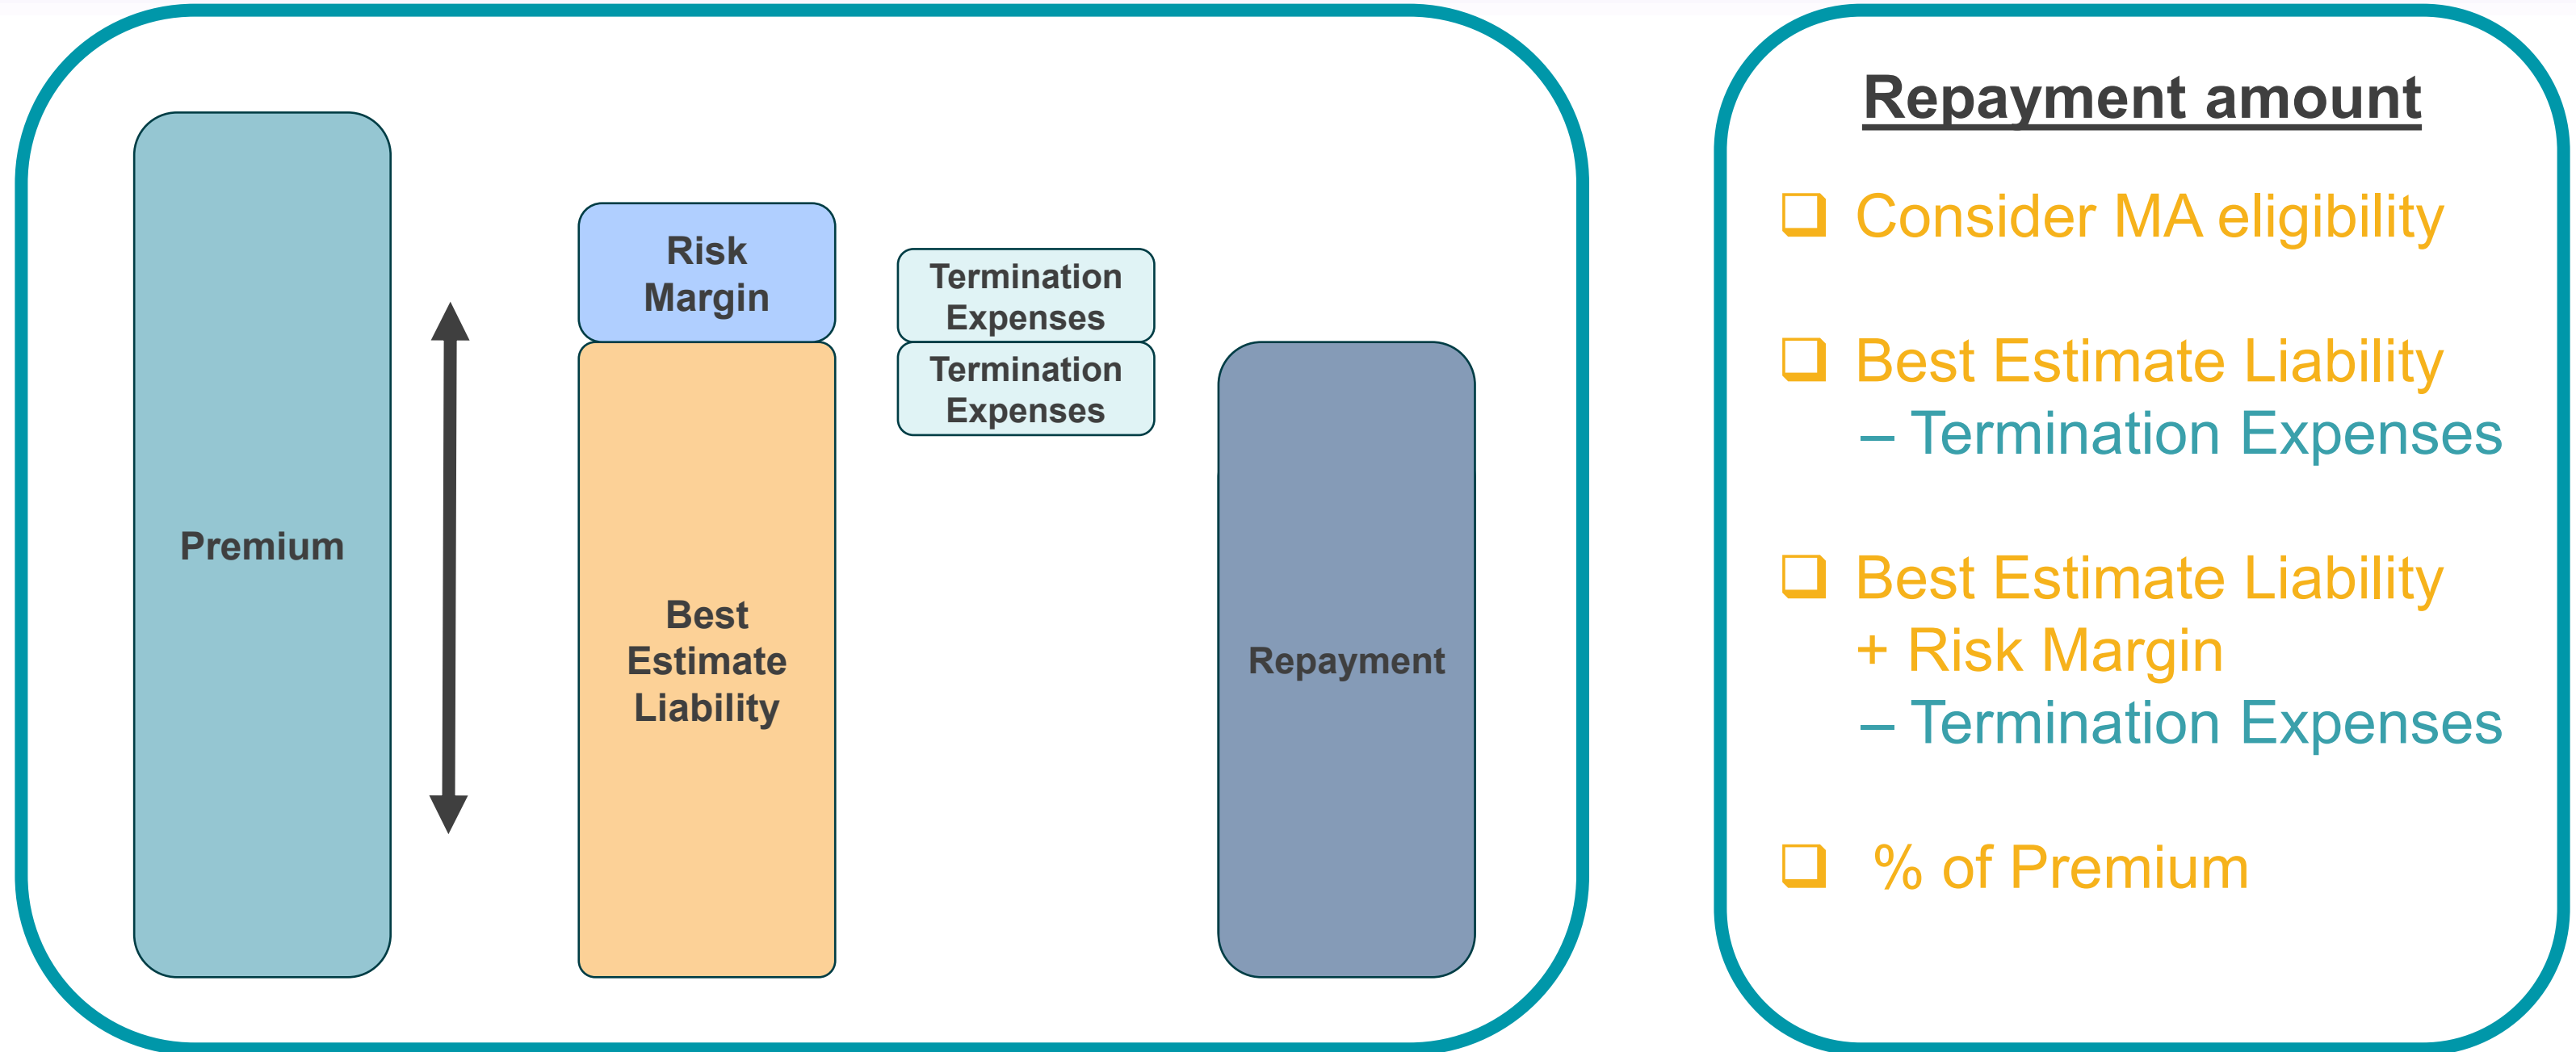 Premium
Risk
Margin
Best
Estimate
Liability
Termination
Expenses
Termination
Expenses
Repayment
Repayment amount
❑ Consider MA eligibility
❑ Best Estimate Liability
– Termination Expenses
❑ Best Estimate Liability
+ Risk Margin
– Termination Expenses
❑ % of Premium